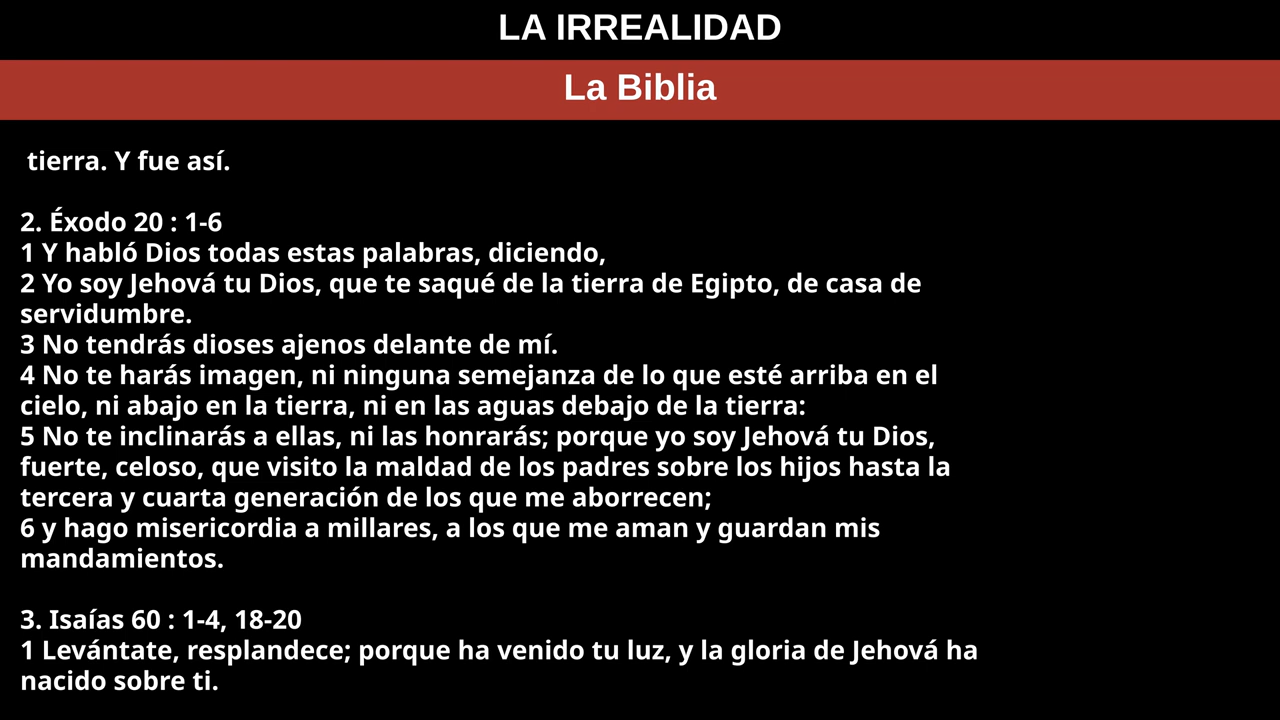 LA IRREALIDAD
La Biblia
tierra. Y fue así.
2. Éxodo 20 : 1-6
1 Y habló Dios todas estas palabras, diciendo,
2 Yo soy Jehová tu Dios, que te saqué de la tierra de Egipto, de casa de
servidumbre.
3 No tendrás dioses ajenos delante de mí.
4 No te harás imagen, ni ninguna semejanza de lo que esté arriba en el
cielo, ni abajo en la tierra, ni en las aguas debajo de la tierra:
5 No te inclinarás a ellas, ni las honrarás; porque yo soy Jehová tu Dios,
fuerte, celoso, que visito la maldad de los padres sobre los hijos hasta la
tercera y cuarta generación de los que me aborrecen;
6 y hago misericordia a millares, a los que me aman y guardan mis
mandamientos.
3. Isaías 60 : 1-4, 18-20
1 Levántate, resplandece; porque ha venido tu luz, y la gloria de Jehová ha
nacido sobre ti.